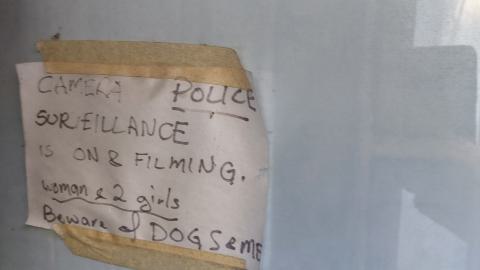 CAMERA POLICE
SURVEILLANCE
IS ON & FILMING.
woman & 2 girls
Beware of DOGS & ME